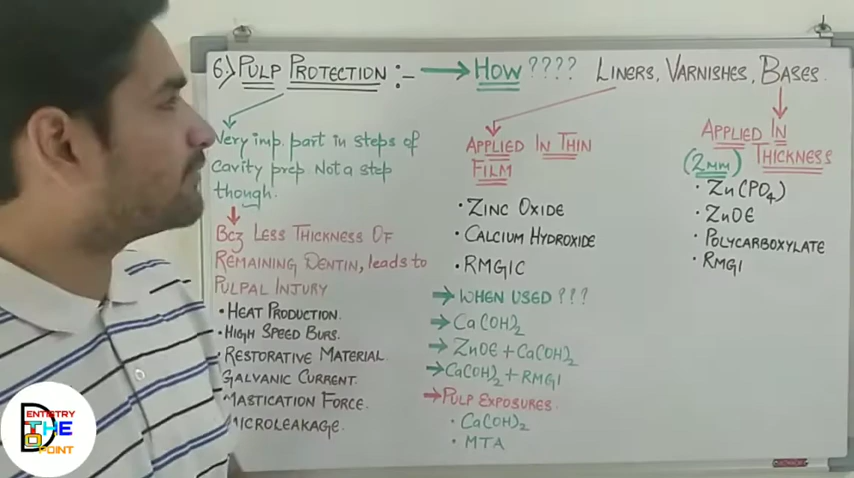 6.) PULP PROTECTION :- → HOW ???? LINERS, VARNISHES, BASES.
Very imp. part in steps of
cavity prep Not a step
though.
Bcz LESS THICKNESS OF
REMAINING DENTIN, leads to
PULPAL INJURY
• HEAT PRODUCTION.
• HIGH SPEED BURS.
• RESTORATIVE MATERIAL
GALVANIC CURRENT.
MASTICATION FORCE.
MICROLEAKAGE.
APPLIED IN THIN
FILM
• ZINC OXIDE
• CALCIUM HYDROXIDE
• RMGIC
→ WHEN USED ???
→ Ca(OH)2
→ ZnOE + Ca(OH)2
→ Ca(OH)2 + RMGI
→ PULP EXPOSURES.
• Ca(OH)2
• MTA
APPLIED IN
(2MM) THICKNESS
• Zn(PO4)
• ZnOE
• POLYCARBOXYLATE
• RMGI
DENTISTRY
THE
POINT